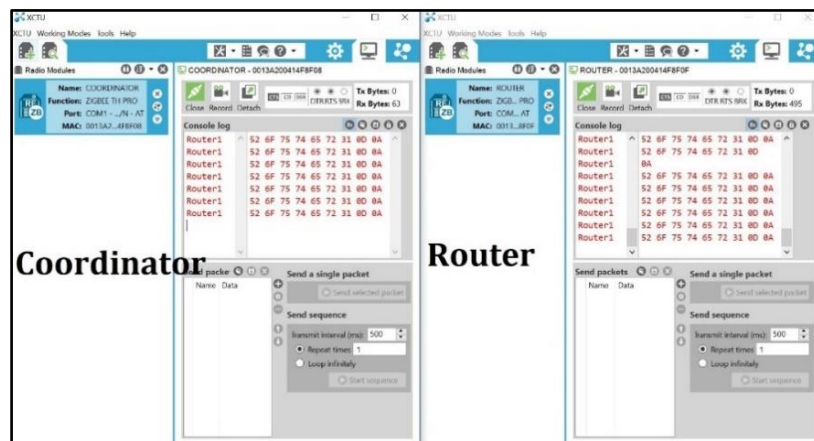 XCTU
XCTU Working Modes Tools Help
Radio Modules
Name: COORDINATOR
Function: ZIGBEE TH PRO
Port: COM1 - .../N - AT
MAC: 0013A2...4F8F08
COORDINATOR - 0013A200414F8F08
Close Record Detach
CTS CD DSR DTR RTS BRK
Tx Bytes: 0
Rx Bytes: 63
Console log
Router1 52 6F 75 74 65 72 31 0D 0A
Router1 52 6F 75 74 65 72 31 0D 0A
Router1 52 6F 75 74 65 72 31 0D 0A
Router1 52 6F 75 74 65 72 31 0D 0A
Router1 52 6F 75 74 65 72 31 0D 0A
Router1 52 6F 75 74 65 72 31 0D 0A
Router1 52 6F 75 74 65 72 31 0D 0A
Coordinator
Send packe
Name Data
Send a single packet
Send selected packet
Send sequence
Transmit interval (ms): 500
Repeat times 1
Loop infinitely
Start sequence
XCTU
XCTU Working Modes Tools Help
Radio Modules
Name: ROUTER
Function: ZIGB... PRO
Port: COM... AT
MAC: 0013...8F0F
ROUTER - 0013A200414F8F0F
Close Record Detach
CTS CD DSR DTR RTS BRK
Tx Bytes: 0
Rx Bytes: 495
Console log
Router1 52 6F 75 74 65 72 31 0D 0A
Router1 52 6F 75 74 65 72 31 0D
Router1 0A
Router1 52 6F 75 74 65 72 31 0D 0A
Router1 52 6F 75 74 65 72 31 0D 0A
Router1 52 6F 75 74 65 72 31 0D 0A
Router1 52 6F 75 74 65 72 31 0D 0A
Router1 52 6F 75 74 65 72 31 0D 0A
Router1 52 6F 75 74 65 72 31 0D 0A
Router
Send packets
Name Data
Send a single packet
Send selected packet
Send sequence
Transmit interval (ms): 500
Repeat times 1
Loop infinitely
Start sequence